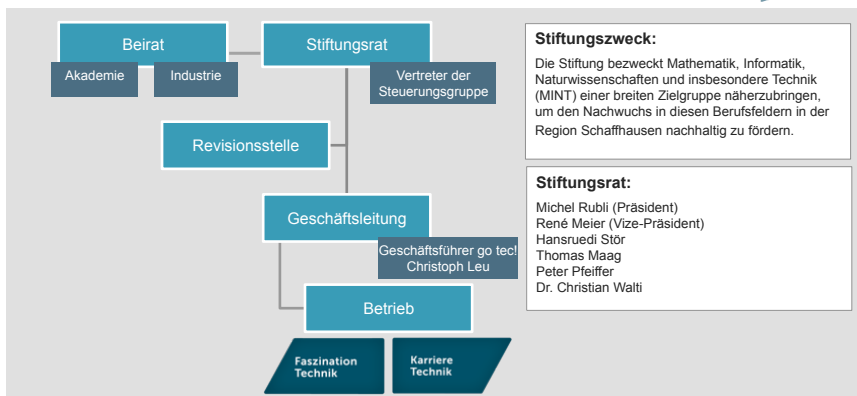 Beirat
Akademie
Industrie
Stiftungsrat
Vertreter der
Steuerungsgruppe
Revisionsstelle
Geschäftsleitung
Geschäftsführer go tec!
Christoph Leu
Betrieb
Faszination
Technik
Karriere
Technik
Stiftungszweck:
Die Stiftung bezweckt Mathematik, Informatik,
Naturwissenschaften und insbesondere Technik
(MINT) einer breiten Zielgruppe näherzubringen,
um den Nachwuchs in diesen Berufsfeldern in der
Region Schaffhausen nachhaltig zu fördern.
Stiftungsrat:
Michel Rubli (Präsident)
René Meier (Vize-Präsident)
Hansruedi Stör
Thomas Maag
Peter Pfeiffer
Dr. Christian Walti